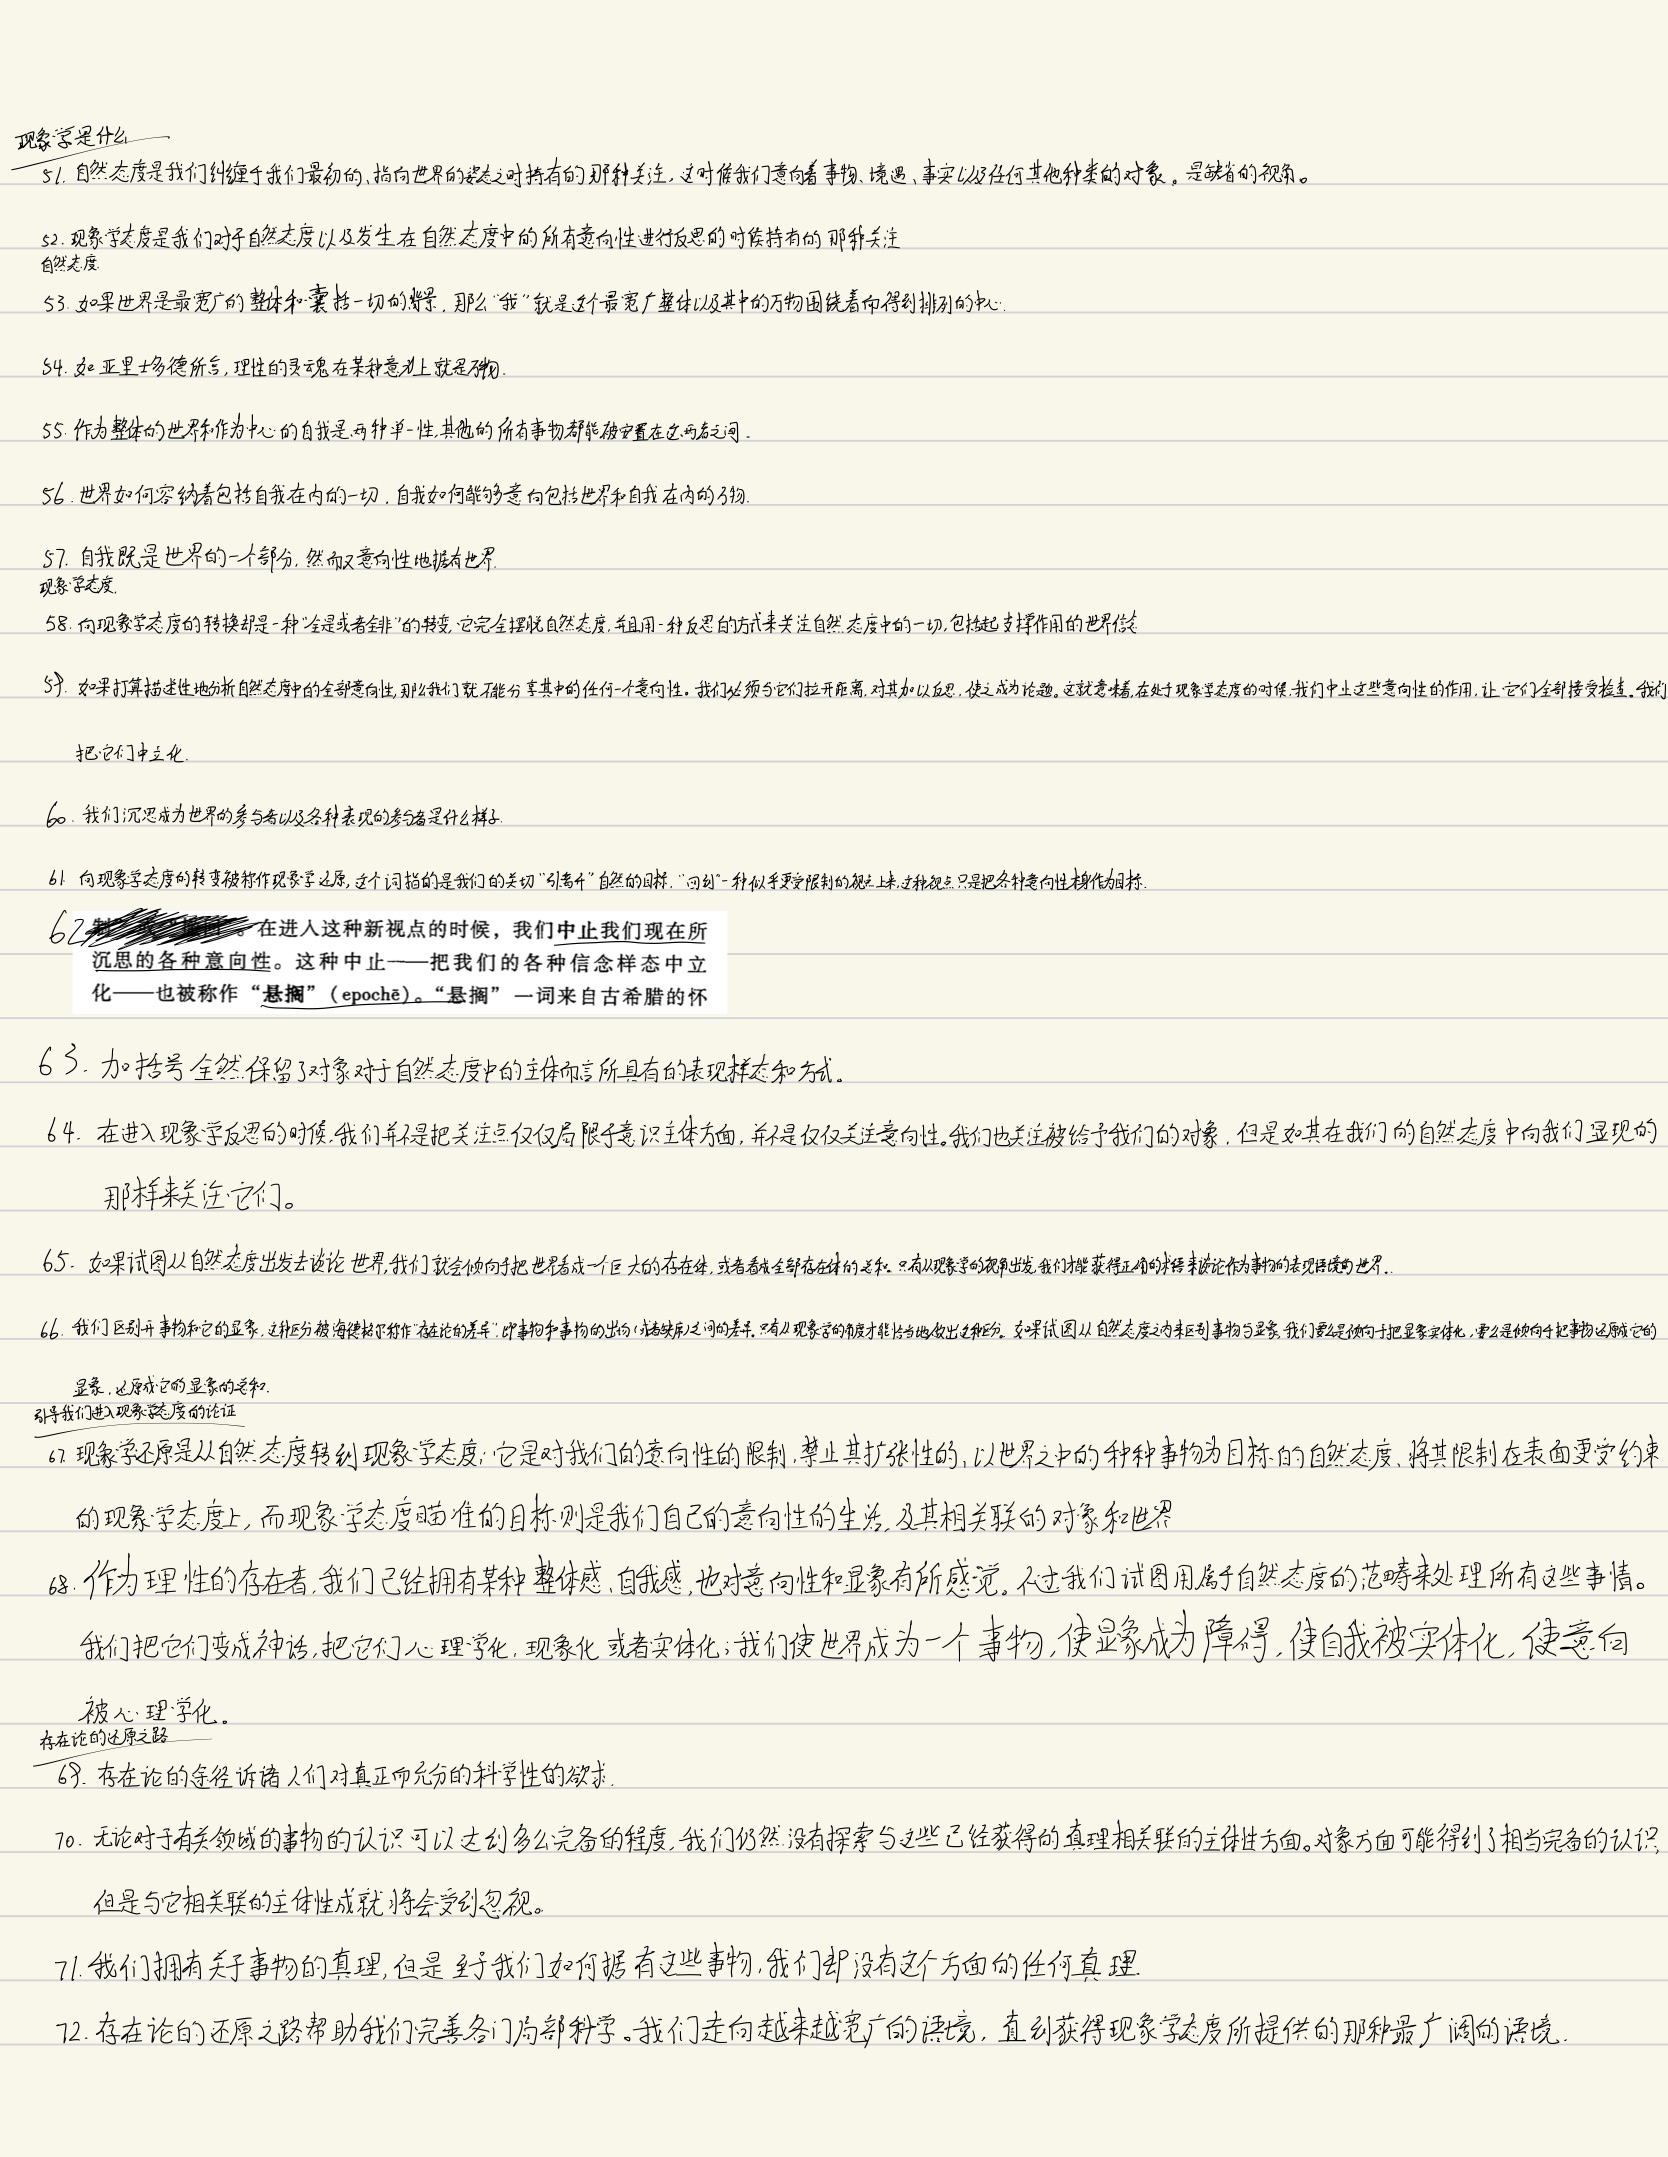 现象学是什么
51. 自然态度是我们纠缠于我们最初的、指向世界的姿态之时持有的那种关注，这时候我们意向着事物、境遇、事实以及任何其他种类的对象。是缺省的视角。
52. 现象学态度是我们对于自然态度以及发生在自然态度中的所有意向性进行反思的时候持有的那种关注
自然态度.
53. 如果世界是最宽广的整体和囊括一切的背景，那么“我”就是这个最宽广整体以及其中的万物围绕着而得到排列的中心.
54. 如亚里士多德所言，理性的灵魂在某种意义上就是万物.
55. 作为整体的世界和作为中心的自我是两种单一性，其他的所有事物都能被安置在这两者之间.
56. 世界如何容纳着包括自我在内的一切，自我如何能够意向包括世界和自我在内的万物.
57. 自我既是世界的一个部分，然而又意向性地据有世界.
现象学态度.
58. 向现象学态度的转换却是一种“全是或者全非”的转变，它完全摆脱自然态度，并且用一种反思的方式来关注自然态度中的一切，包括起支撑作用的世界信念
59. 如果打算描述性地分析自然态度中的全部意向性，那么我们就不能分享其中的任何一个意向性。我们必须与它们拉开距离，对其加以反思，使之成为论题。这就意味着，在处于现象学态度的时候，我们中止这些意向性的作用，让它们全部接受检查。我们
把它们中立化.
60. 我们沉思成为世界的参与者以及各种表现的参与者是什么样子.
61. 向现象学态度的转变被称作现象学还原，这个词指的是我们的关切“引离开”自然的目标，“回到”一种似乎更受限制的视点上来，这种视点只是把各种意向性本身作为目标.
62 。在进入这种新视点的时候，我们中止我们现在所
沉思的各种意向性。这种中止——把我们的各种信念样态中立
化——也被称作“悬搁”（epochē）。“悬搁”一词来自古希腊的怀
63. 加括号全然保留了对象对于自然态度中的主体而言所具有的表现样态和方式。
64. 在进入现象学反思的时候，我们并不是把关注点仅仅局限于意识主体方面，并不是仅仅关注意向性。我们也关注被给予我们的对象，但是如其在我们的自然态度中向我们显现的
那样来关注它们。
65. 如果试图从自然态度出发去谈论世界，我们就会倾向于把世界看成一个巨大的存在体，或者看成全部存在体的总和。只有从现象学的视角出发，我们才能获得正确的术语来谈论作为事物的表现语境的世界.
66. 我们区别开事物和它的显象，这种区分被海德格尔称作“存在论的差异”，即事物和事物的出场（或者缺席）之间的差异。只有从现象学的角度才能恰当地做出这种区分。如果试图从自然态度之内来区别事物与显象，我们要么是倾向于把显象实体化，要么是倾向于把事物还原成它的
显象，还原成它的显象的总和.
引导我们进入现象学态度的论证
67. 现象学还原是从自然态度转到现象学态度；它是对我们的意向性的限制，禁止其扩张性的，以世界之中的种种事物为目标的自然态度，将其限制在表面更受约束
的现象学态度上，而现象学态度瞄准的目标则是我们自己的意向性的生活，及其相关联的对象和世界
68. 作为理性的存在者，我们已经拥有某种整体感、自我感，也对意向性和显象有所感觉。不过我们试图用属于自然态度的范畴来处理所有这些事情。
我们把它们变成神话，把它们心理学化，现象化或者实体化；我们使世界成为一个事物，使显象成为障碍，使自我被实体化，使意向
被心理学化。
存在论的还原之路
69. 存在论的途径诉诸人们对真正而充分的科学性的欲求.
70. 无论对于有关领域的事物的认识可以达到多么完备的程度，我们仍然没有探索与这些已经获得的真理相关联的主体性方面。对象方面可能得到了相当完备的认识，
但是与它相关联的主体性成就将会受到忽视。
71. 我们拥有关于事物的真理，但是至于我们如何据有这些事物，我们却没有这个方面的任何真理.
72. 存在论的还原之路帮助我们完善各门局部科学。我们走向越来越宽广的语境，直到获得现象学态度所提供的那种最广阔的语境.